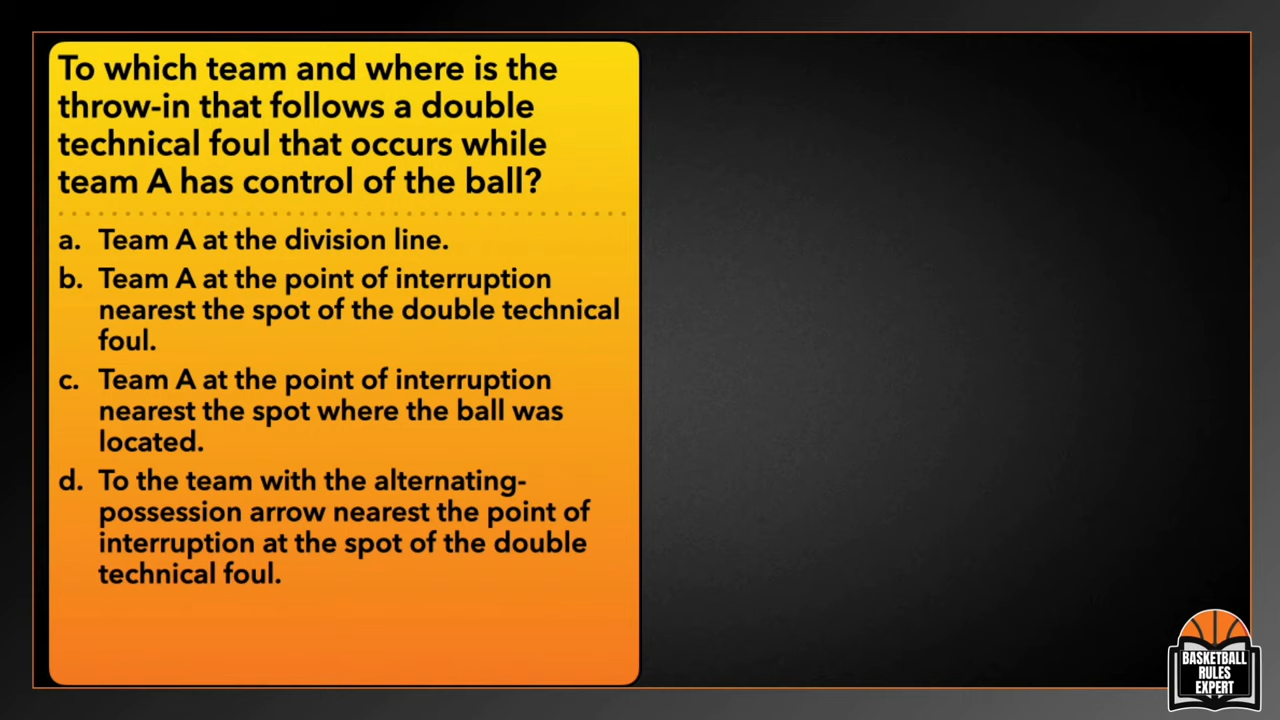 To which team and where is the
throw-in that follows a double
technical foul that occurs while
team A has control of the ball?
a. Team A at the division line.
b. Team A at the point of interruption
nearest the spot of the double technical
foul.
c. Team A at the point of interruption
nearest the spot where the ball was
located.
d. To the team with the alternating-
possession arrow nearest the point of
interruption at the spot of the double
technical foul.
BASKETBALL
RULES
EXPERT